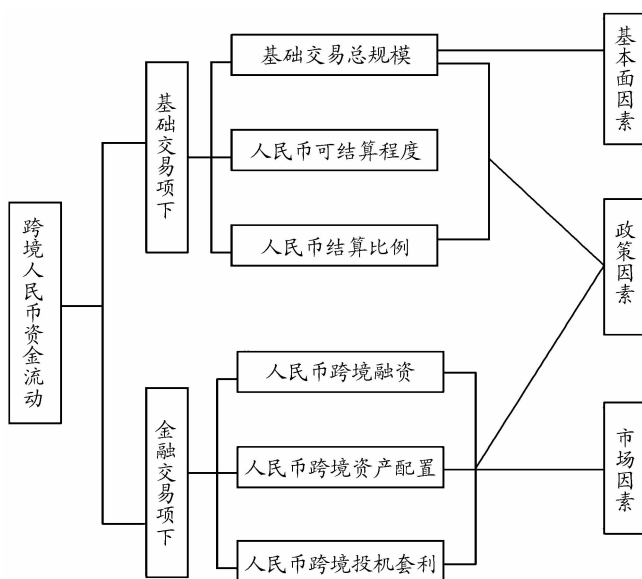 跨境人民币资金流动
基础交易项下
基础交易总规模
人民币可结算程度
人民币结算比例
金融交易项下
人民币跨境融资
人民币跨境资产配置
人民币跨境投机套利
基本面因素
政策因素
市场因素